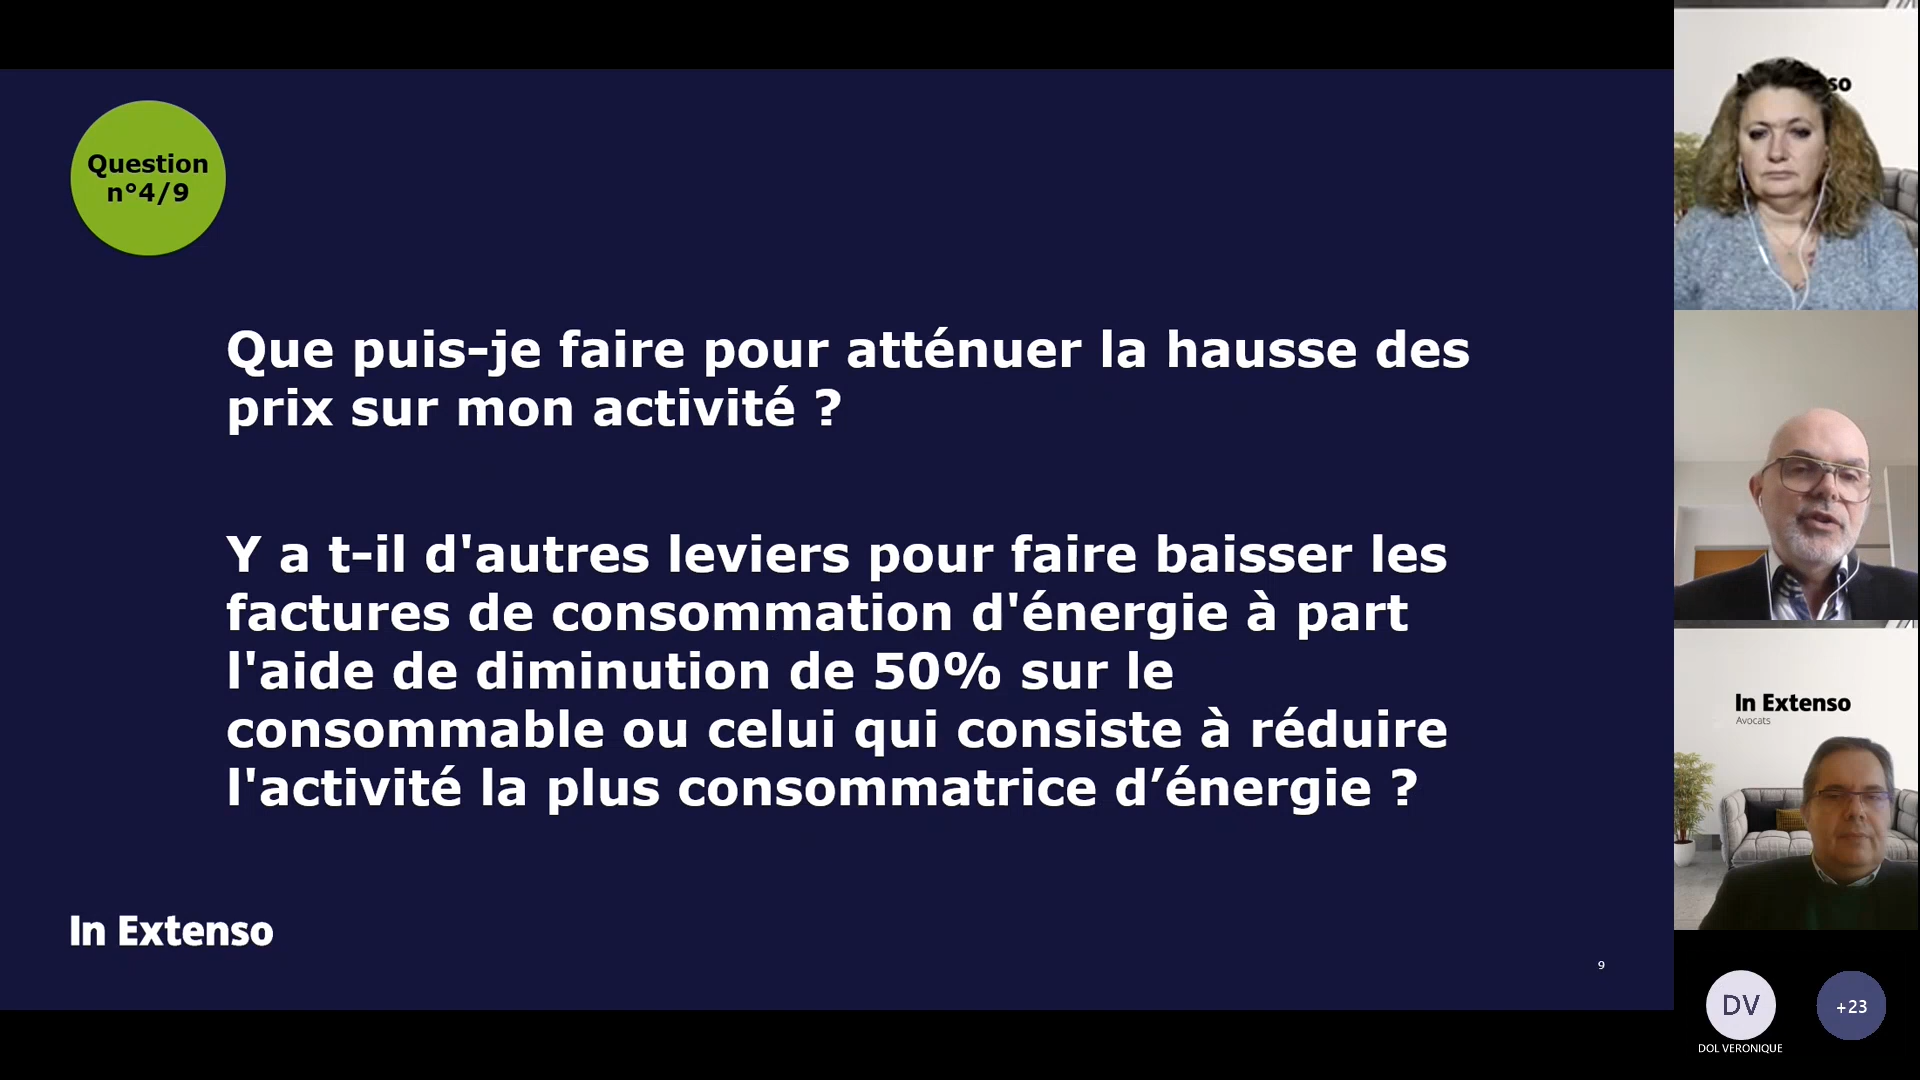 Question
n°4/9
Que puis-je faire pour atténuer la hausse des
prix sur mon activité ?
Y a t-il d'autres leviers pour faire baisser les
factures de consommation d'énergie à part
l'aide de diminution de 50% sur le
consommable ou celui qui consiste à réduire
l'activité la plus consommatrice d’énergie ?
In Extenso
9
so
In Extenso
Avocats
DV
DOL VERONIQUE
+23